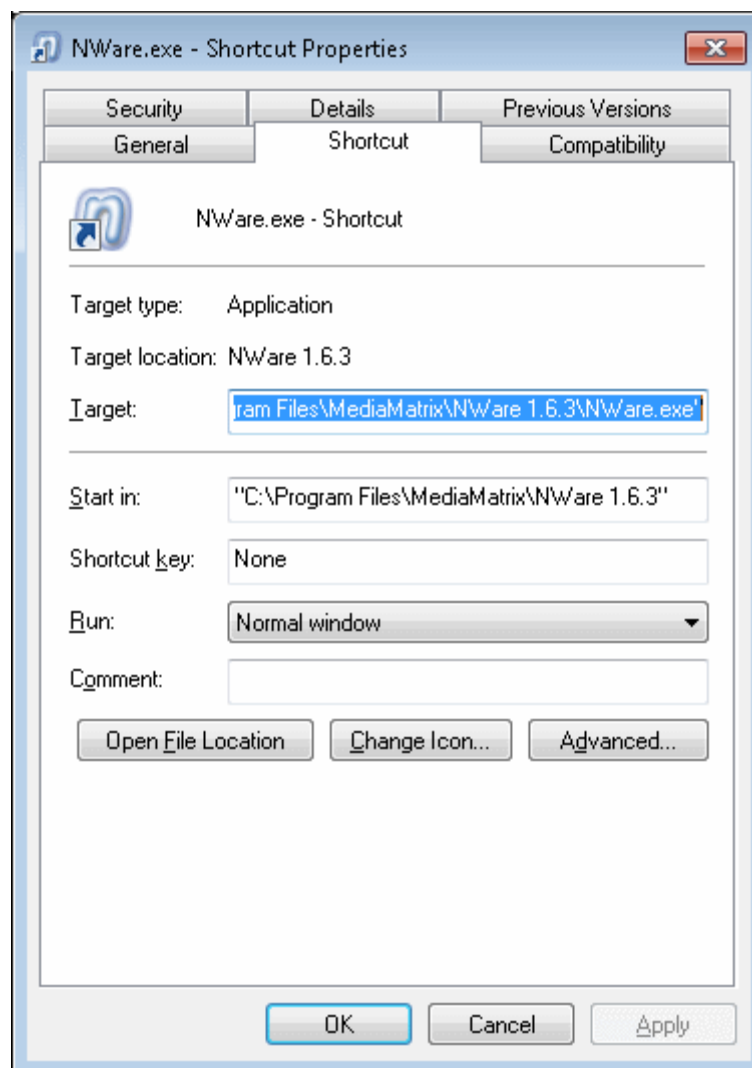 NWare.exe - Shortcut Properties
Security Details Previous Versions
General Shortcut Compatibility
NWare.exe - Shortcut
Target type: Application
Target location: NWare 1.6.3
Target: ram Files\MediaMatrix\NWare 1.6.3\NWare.exe"
Start in: "C:\Program Files\MediaMatrix\NWare 1.6.3"
Shortcut key: None
Run: Normal window
Comment:
Open File Location Change Icon... Advanced...
OK Cancel Apply